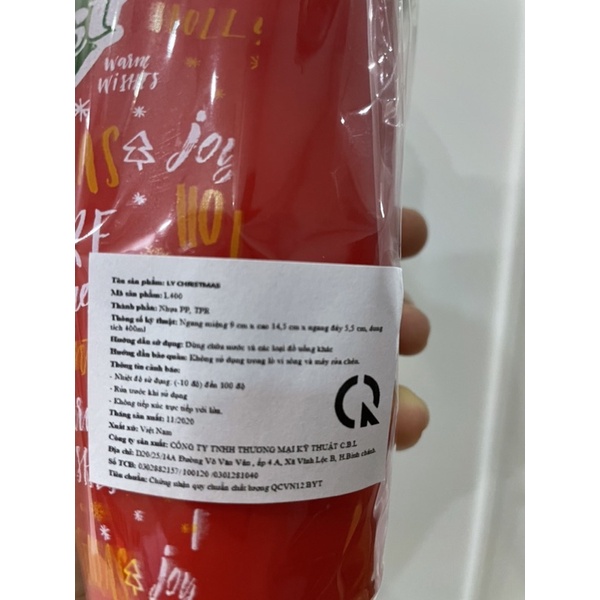 HOLL
Warm
WISHES
joy
HO
Tên sản phẩm: LY CHRISTMAS
Mã sản phẩm: L400
Thành phần: Nhựa PP, TPR
Thông số kỹ thuật: Ngang miệng 9 cm x cao 14,5 cm x ngang đáy 5,5 cm, dung
tích 400ml
Hướng dẫn sử dụng: Dùng chứa nước và các loại đồ uống khác
Hướng dẫn bảo quản: Không sử dụng trong lò vi sóng và máy rửa chén.
Thông tin cảnh báo:
- Nhiệt độ sử dụng: (-10 độ) đến 100 độ
- Rửa trước khi sử dụng
- Không tiếp xúc trực tiếp với lửa.
Tháng sản xuất: 11/2020
Xuất xứ: Việt Nam
Công ty sản xuất: CÔNG TY TNHH THƯƠNG MẠI KỸ THUẬT C.B.L
Địa chỉ: D20/25/14A Đường Võ Văn Vân , ấp 4 A, Xã Vĩnh Lộc B, H.Bình chánh.
Số TCB: 0302882157/ 100120 /0301281040
Tiêu chuẩn: Chứng nhận quy chuẩn chất lượng QCVN12:BYT
joy